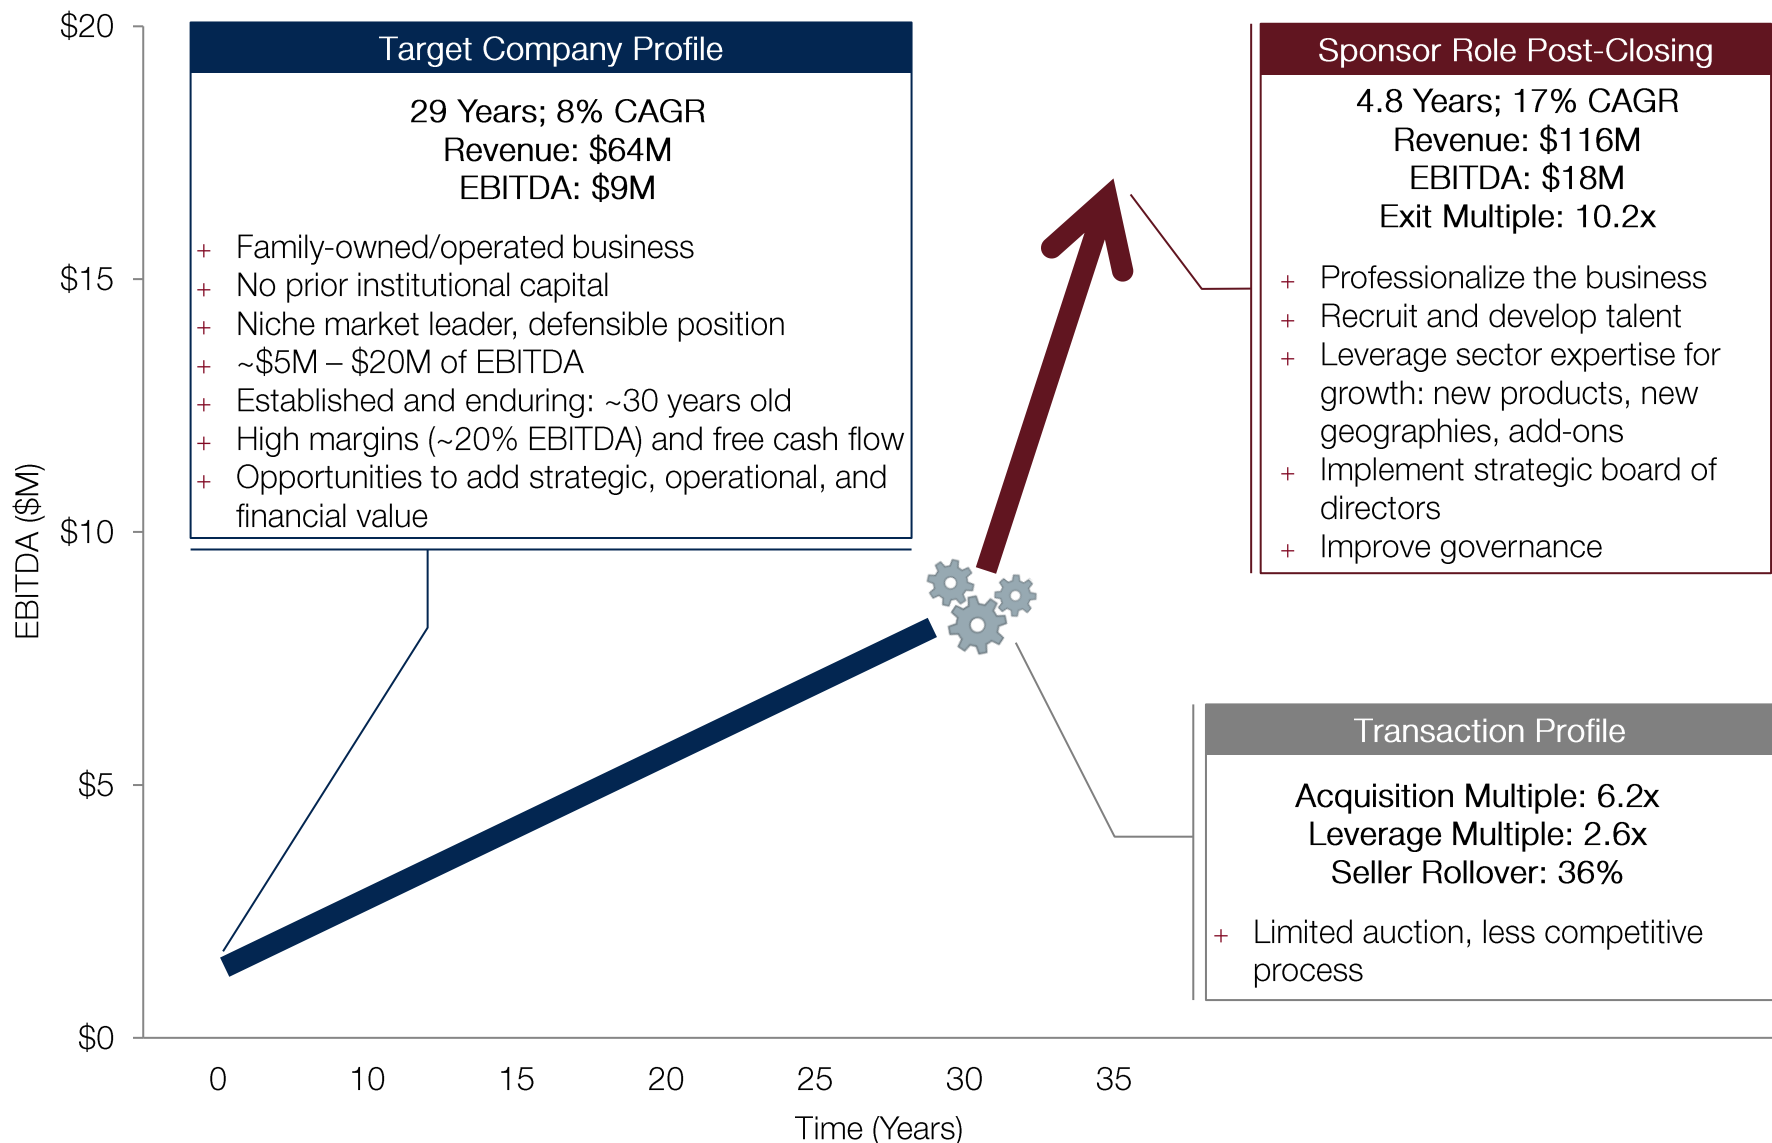 Target Company Profile
29 Years; 8% CAGR
Revenue: $64M
EBITDA: $9M
+ Family-owned/operated business
+ No prior institutional capital
+ Niche market leader, defensible position
+ ~$5M – $20M of EBITDA
+ Established and enduring: ~30 years old
+ High margins (~20% EBITDA) and free cash flow
+ Opportunities to add strategic, operational, and
financial value
Sponsor Role Post-Closing
4.8 Years; 17% CAGR
Revenue: $116M
EBITDA: $18M
Exit Multiple: 10.2x
+ Professionalize the business
+ Recruit and develop talent
+ Leverage sector expertise for
growth: new products, new
geographies, add-ons
+ Implement strategic board of
directors
+ Improve governance
Transaction Profile
Acquisition Multiple: 6.2x
Leverage Multiple: 2.6x
Seller Rollover: 36%
+ Limited auction, less competitive
process
EBITDA ($M)
$20
$15
$10
$5
$0
0 10 15 20 25 30 35
Time (Years)